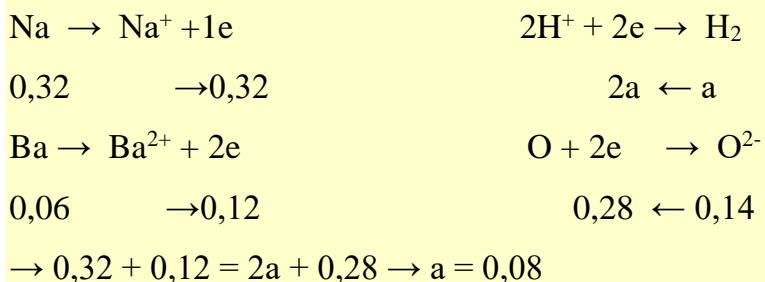 Na → Na⁺ +1e 2H⁺ + 2e → H₂
0,32 →0,32 2a ← a
Ba → Ba²⁺ + 2e O + 2e → O²⁻
0,06 →0,12 0,28 ← 0,14
→ 0,32 + 0,12 = 2a + 0,28 → a = 0,08